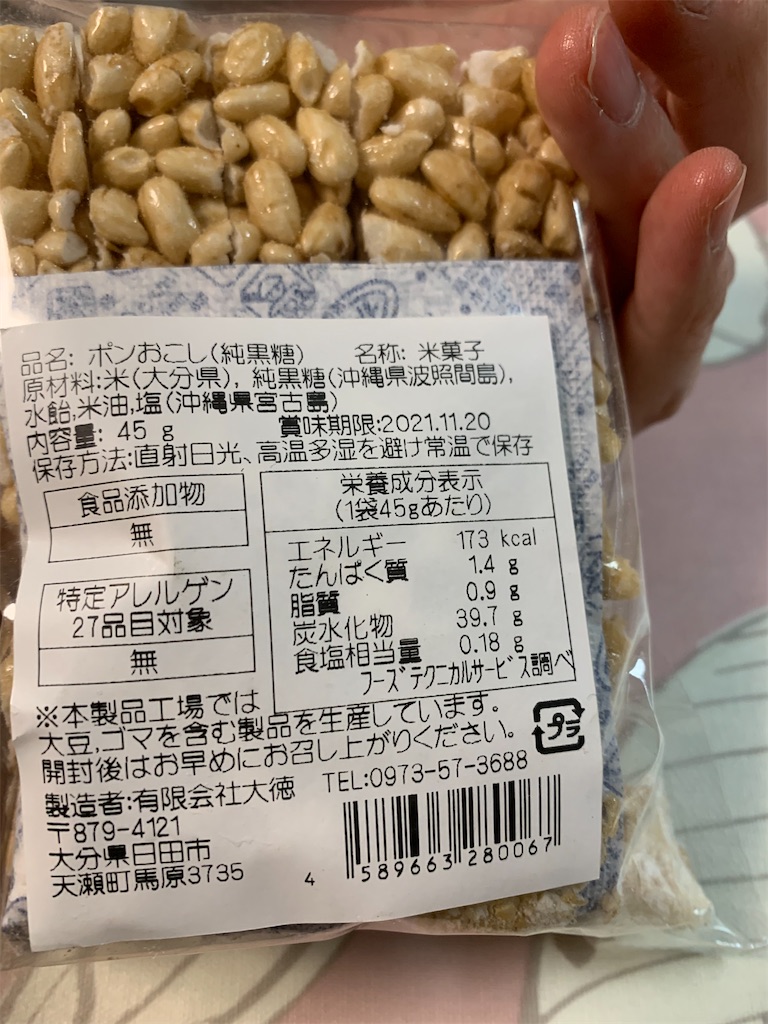 品名: ポンおこし(純黒糖)　名称: 米菓子
原材料:米(大分県), 純黒糖(沖縄県波照間島),
水飴,米油,塩(沖縄県宮古島)
内容量: 45 g　賞味期限:2021.11.20
保存方法:直射日光、高温多湿を避け常温で保存
食品添加物
無
特定アレルゲン
27品目対象
無
栄養成分表示
(1袋45gあたり)
エネルギー 173 kcal
たんぱく質 1.4 g
脂質 0.9 g
炭水化物 39.7 g
食塩相当量 0.18 g
フーズテクニカルサービス調べ
※本製品工場では
大豆,ゴマを含む製品を生産しています。
開封後はお早めにお召し上がりください。
プラ
製造者:有限会社大徳　TEL:0973-57-3688
〒879-4121
大分県日田市
天瀬町馬原3735
4 589663 280067